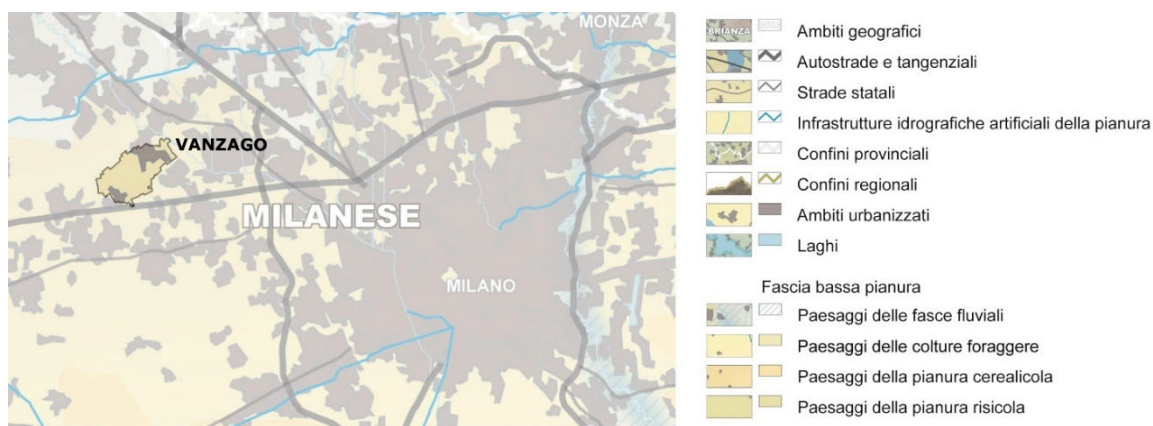 MONZA
VANZAGO
MILANESE
MILANO
BRIANZA
Ambiti geografici
Autostrade e tangenziali
Strade statali
Infrastrutture idrografiche artificiali della pianura
Confini provinciali
Confini regionali
Ambiti urbanizzati
Laghi
Fascia bassa pianura
Paesaggi delle fasce fluviali
Paesaggi delle colture foraggere
Paesaggi della pianura cerealicola
Paesaggi della pianura risicola